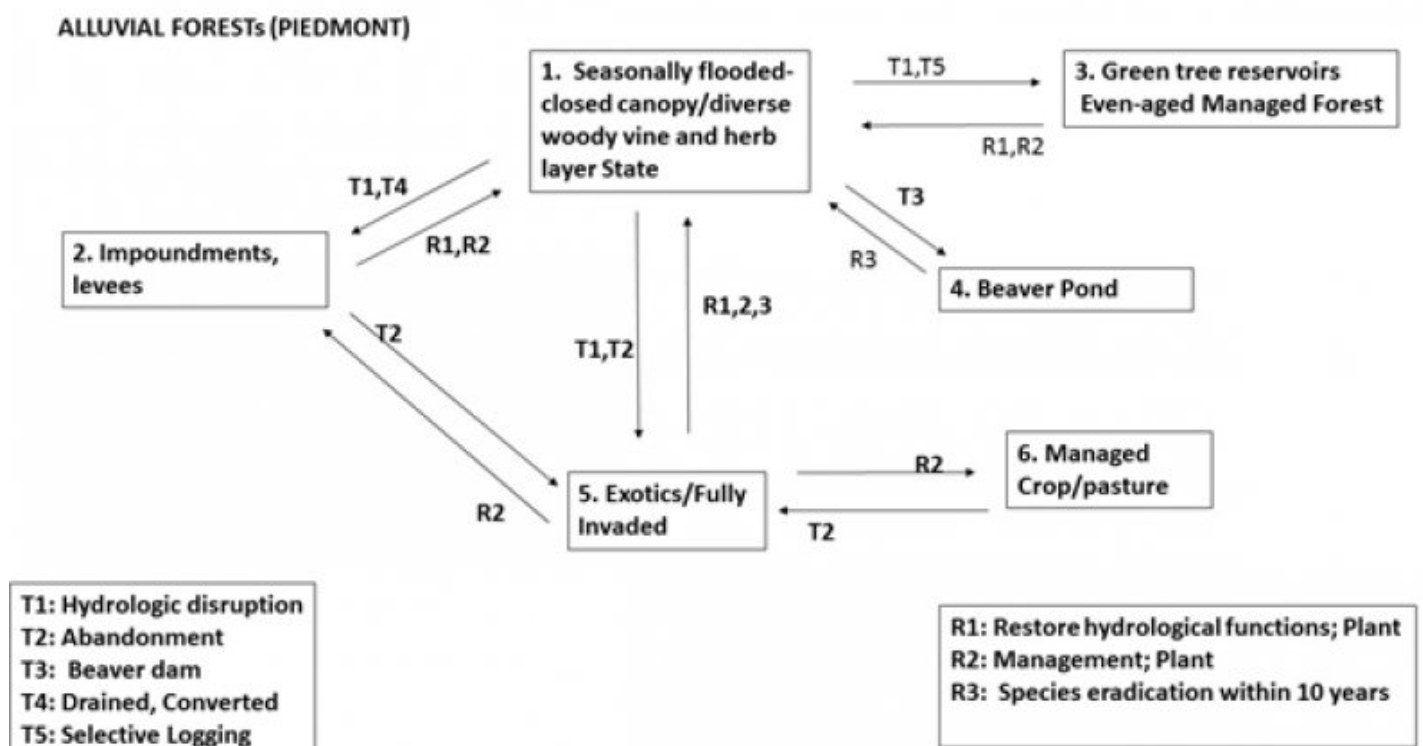 ALLUVIAL FORESTs (PIEDMONT)
1. Seasonally flooded-
closed canopy/diverse
woody vine and herb
layer State
T1,T5
3. Green tree reservoirs
Even-aged Managed Forest
R1,R2
T1,T4
R1,R2
T3
R3
2. Impoundments,
levees
4. Beaver Pond
T2
R1,2,3
T1,T2
R2
5. Exotics/Fully
Invaded
R2
T2
6. Managed
Crop/pasture
T1: Hydrologic disruption
T2: Abandonment
T3: Beaver dam
T4: Drained, Converted
T5: Selective Logging
R1: Restore hydrological functions; Plant
R2: Management; Plant
R3: Species eradication within 10 years